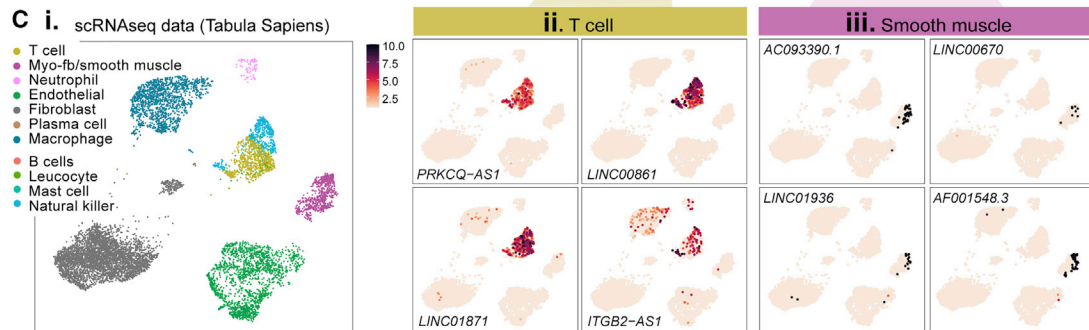 C i. scRNAseq data (Tabula Sapiens)
T cell
Myo-fb/smooth muscle
Neutrophil
Endothelial
Fibroblast
Plasma cell
Macrophage
B cells
Leucocyte
Mast cell
Natural killer
10.0
7.5
5.0
2.5
ii. T cell
PRKCQ−AS1
LINC00861
LINC01871
ITGB2−AS1
iii. Smooth muscle
AC093390.1
LINC00670
LINC01936
AF001548.3